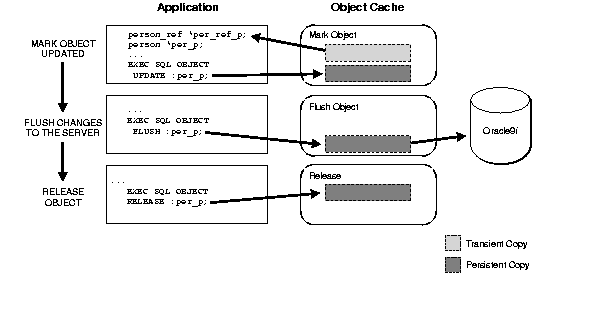 Application
Object Cache
MARK OBJECT
UPDATED
person_ref *per_ref_p;
person *per_p;
...
EXEC SQL OBJECT
UPDATE :per_p;
Mark Object
FLUSH CHANGES
TO THE SERVER
...
EXEC SQL OBJECT
FLUSH :per_p;
Flush Object
Oracle9i
RELEASE
OBJECT
...
EXEC SQL OBJECT
RELEASE :per_p;
Release
Transient Copy
Persistent Copy